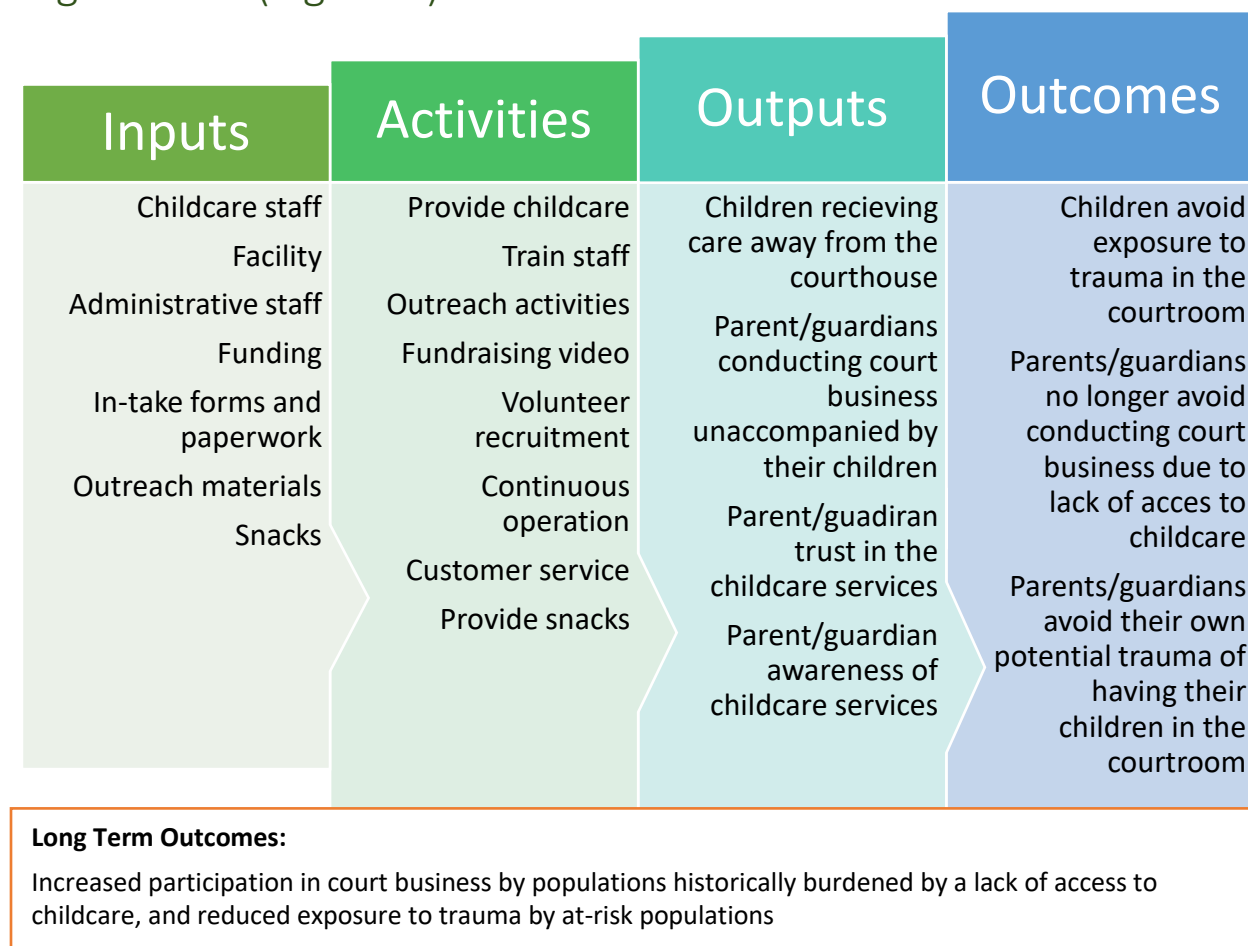 Inputs
Childcare staff
Facility
Administrative staff
Funding
In-take forms and
paperwork
Outreach materials
Snacks
Activities
Provide childcare
Train staff
Outreach activities
Fundraising video
Volunteer
recruitment
Continuous
operation
Customer service
Provide snacks
Outputs
Children recieving
care away from the
courthouse
Parent/guardians
conducting court
business
unaccompanied by
their children
Parent/guadiran
trust in the
childcare services
Parent/guardian
awareness of
childcare services
Outcomes
Children avoid
exposure to
trauma in the
courtroom
Parents/guardians
no longer avoid
conducting court
business due to
lack of acces to
childcare
Parents/guardians
avoid their own
potential trauma of
having their
children in the
courtroom
Long Term Outcomes:
Increased participation in court business by populations historically burdened by a lack of access to
childcare, and reduced exposure to trauma by at-risk populations